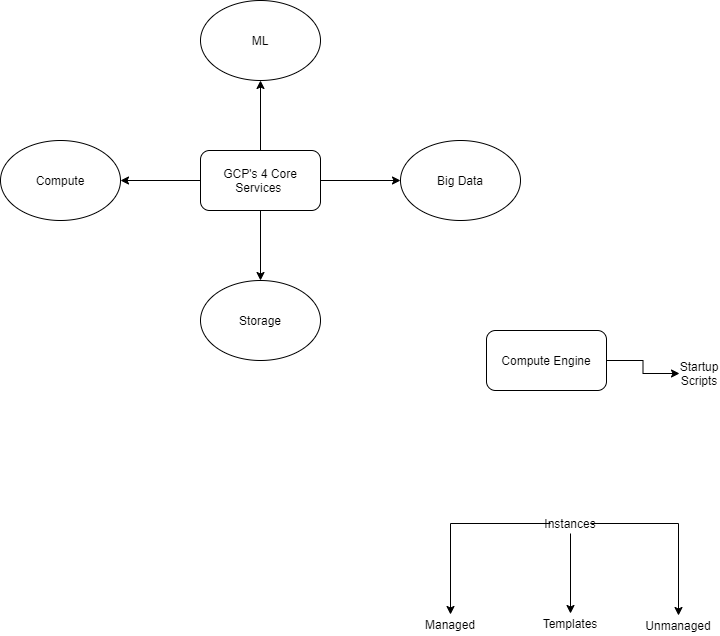 ML
Compute
GCP's 4 Core
Services
Big Data
Storage
Compute Engine
Startup
Scripts
Instances
Managed
Templates
Unmanaged